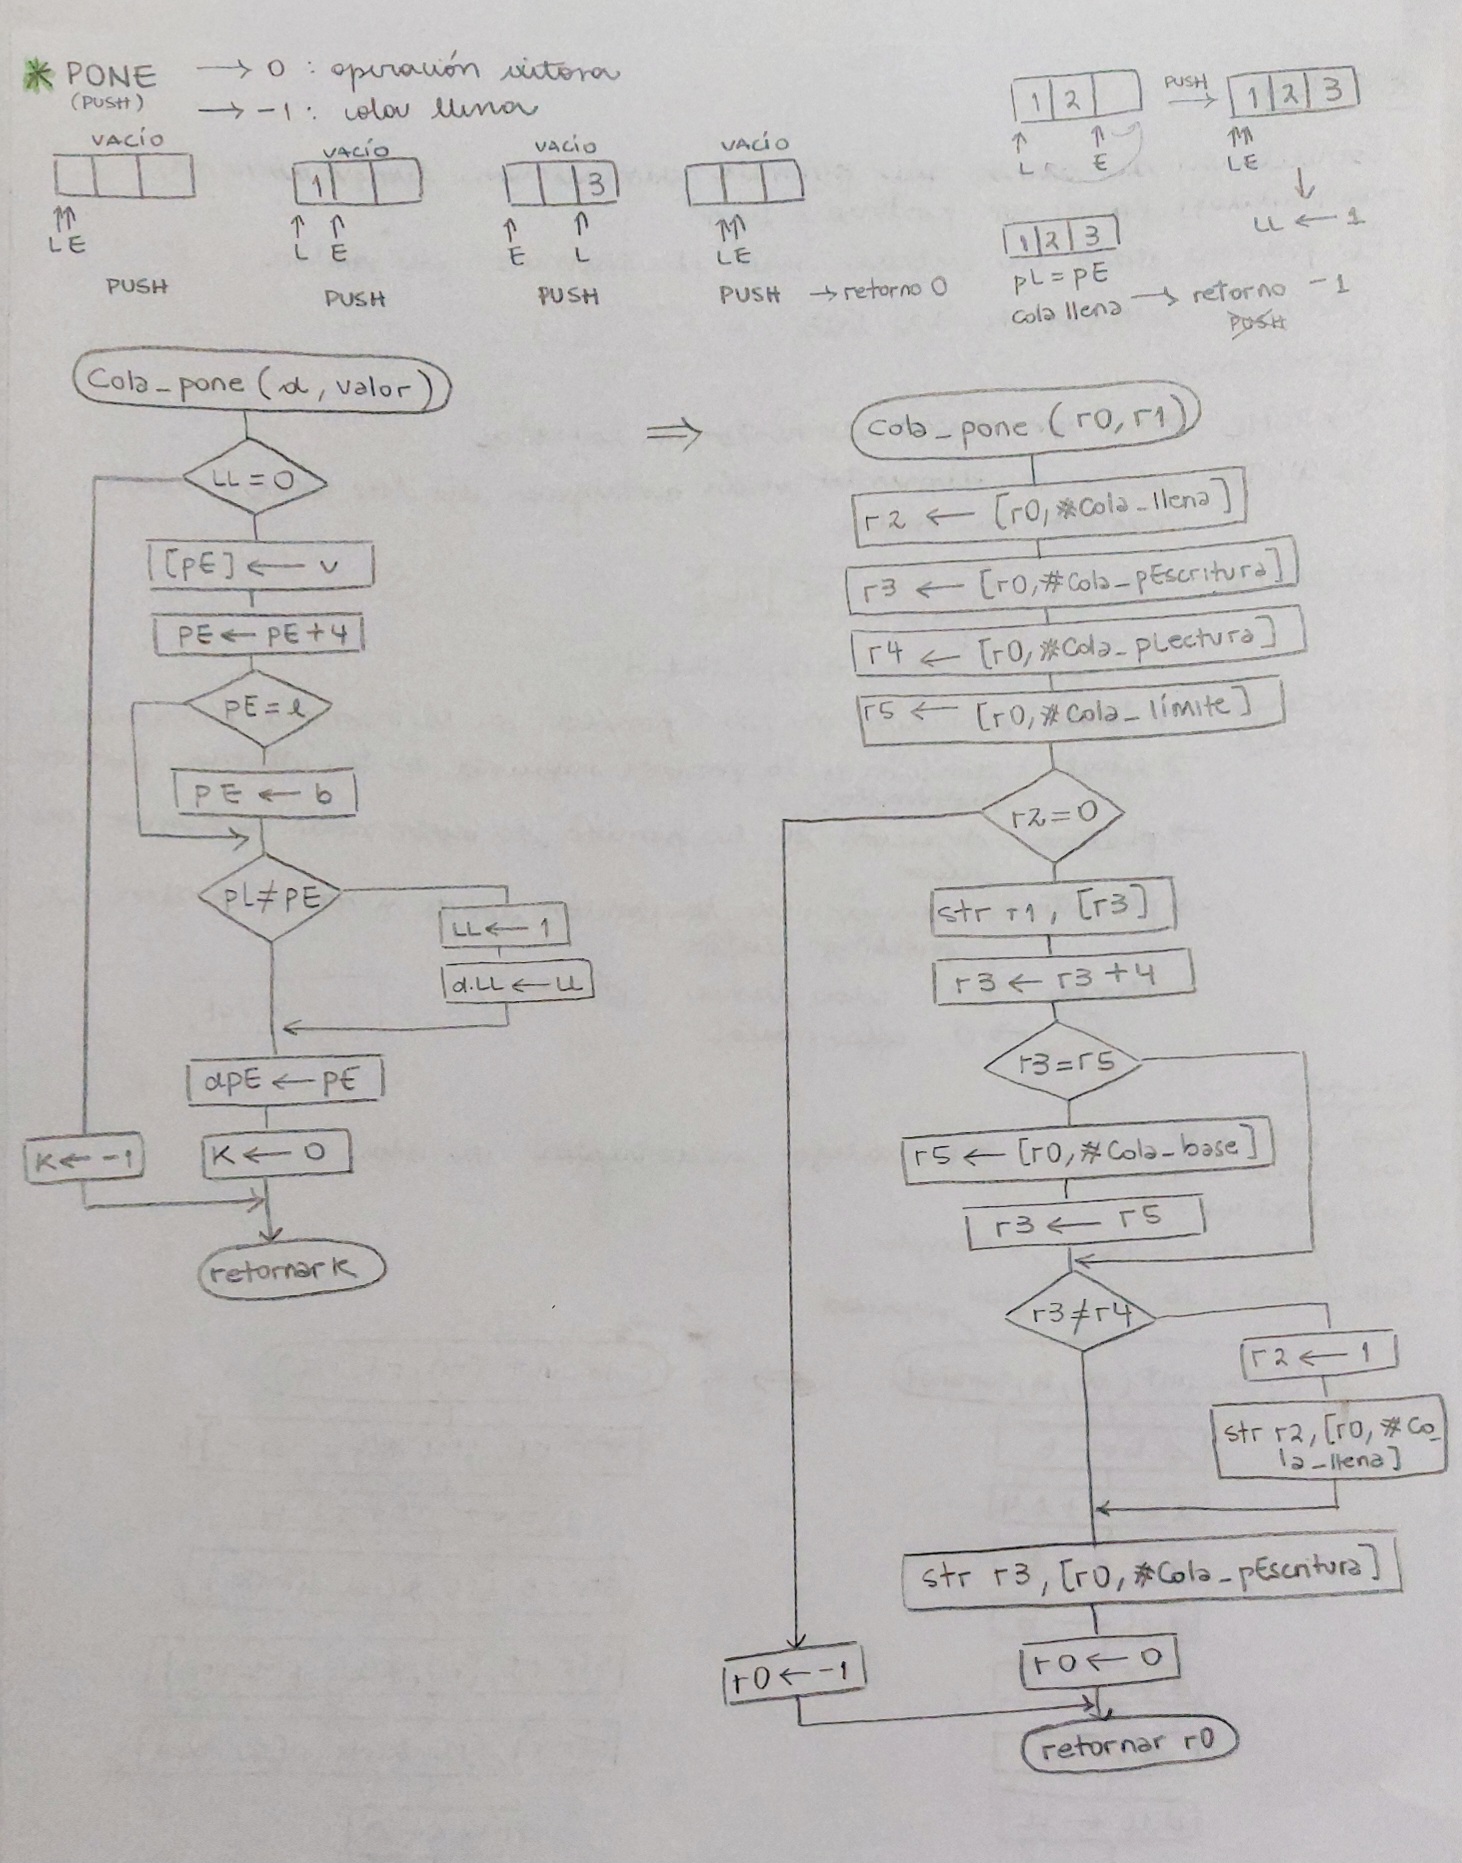 * PONE → 0 : operación exitosa
(PUSH) → -1 : cola llena
VACÍO
L E
PUSH
VACÍO
1
L E
PUSH
VACÍO
3
E L
PUSH
VACÍO
LE
PUSH → retorno 0
1 2
L E
PUSH →
1 2 3
LE
↓
LL ← 1
1 2 3
pL = pE
cola llena → retorno -1
PUSH
Cola_pone (d, valor)
LL = 0
[pE] ← v
pE ← pE + 4
pE = l
pE ← b
pL ≠ pE
LL ← 1
d.LL ← LL
dpE ← pE
K ← -1
K ← 0
retornar K
⇒
Cola_pone (r0, r1)
r2 ← [r0, #Cola_llena]
r3 ← [r0, #Cola_pEscritura]
r4 ← [r0, #Cola_pLectura]
r5 ← [r0, #Cola_límite]
r2 = 0
str r1, [r3]
r3 ← r3 + 4
r3 = r5
r5 ← [r0, #Cola_base]
r3 ← r5
r3 ≠ r4
r2 ← 1
str r2, [r0, #Co_
la_llena]
str r3, [r0, #Cola_pEscritura]
r0 ← -1
r0 ← 0
retornar r0